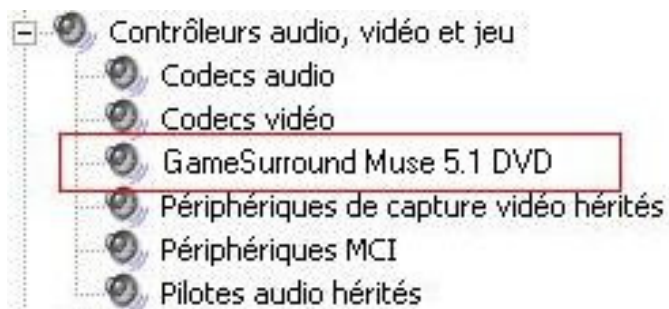 Contrôleurs audio, vidéo et jeu
Codecs audio
Codecs vidéo
GameSurround Muse 5.1 DVD
Périphériques de capture vidéo hérités
Périphériques MCI
Pilotes audio hérités